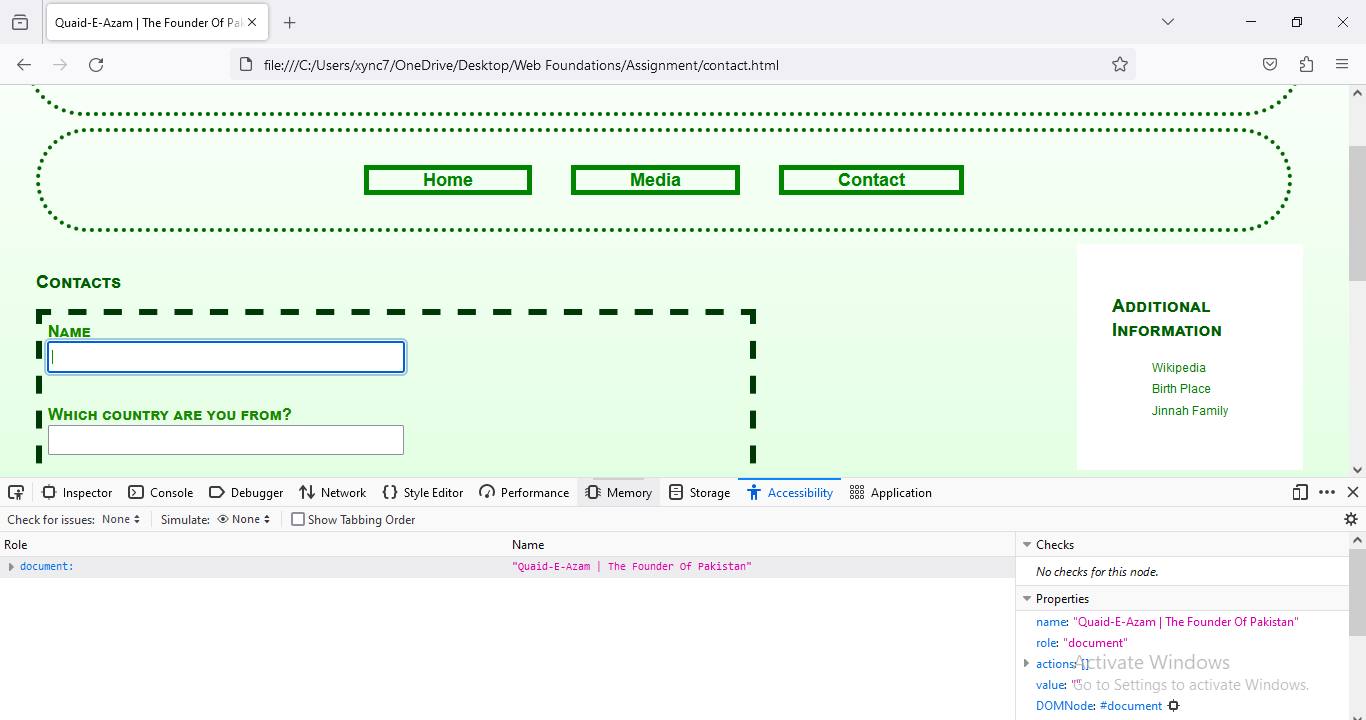 Quaid-E-Azam | The Founder Of Pak
file:///C:/Users/xync7/OneDrive/Desktop/Web Foundations/Assignment/contact.html
Home Media Contact
Contacts
Name
Which country are you from?
Additional
Information
Wikipedia
Birth Place
Jinnah Family
Inspector Console Debugger Network Style Editor Performance Memory Storage Accessibility Application
Check for issues: None Simulate: None Show Tabbing Order
Role Name
document: "Quaid-E-Azam | The Founder Of Pakistan"
Checks
No checks for this node.
Properties
name: "Quaid-E-Azam | The Founder Of Pakistan"
role: "document"
actions: []
value: ""
DOMNode: #document
Activate Windows
Go to Settings to activate Windows.